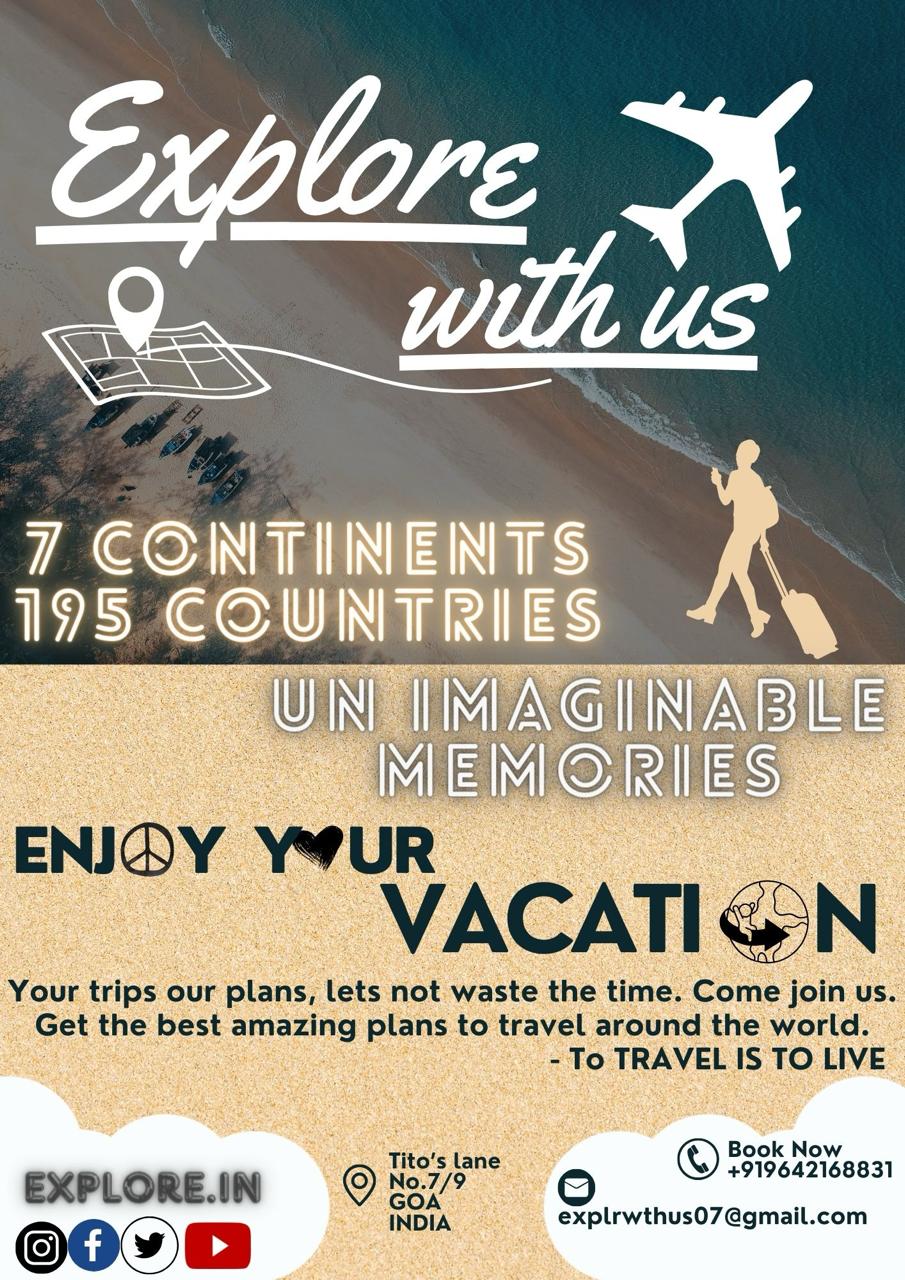 Explore
with us
7 CONTINENTS
195 COUNTRIES
UN IMAGINABLE
MEMORIES
ENJOY YOUR
VACATION
Your trips our plans, lets not waste the time. Come join us.
Get the best amazing plans to travel around the world.
- To TRAVEL IS TO LIVE
EXPLORE.IN
Tito's lane
No.7/9
GOA
INDIA
Book Now
+919642168831
explrwthus07@gmail.com